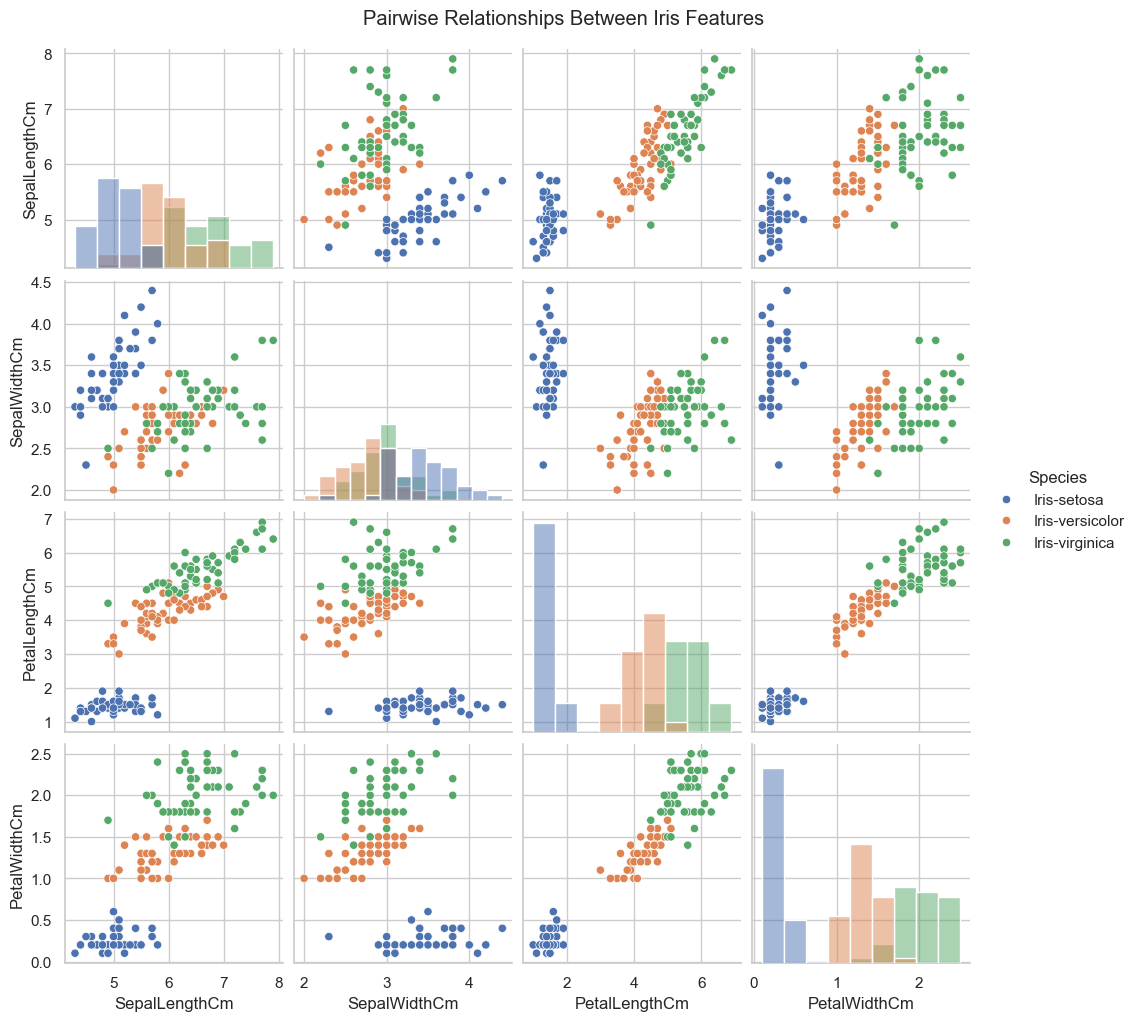 Pairwise Relationships Between Iris Features
8
7
6
5
SepalLengthCm
4.5
4.0
3.5
3.0
2.5
2.0
SepalWidthCm
Species
Iris-setosa
Iris-versicolor
Iris-virginica
7
6
5
4
3
2
1
PetalLengthCm
2.5
2.0
1.5
1.0
0.5
0.0
PetalWidthCm
5 6 7 8
2 3 4
2 4 6
0 2
SepalLengthCm
SepalWidthCm
PetalLengthCm
PetalWidthCm